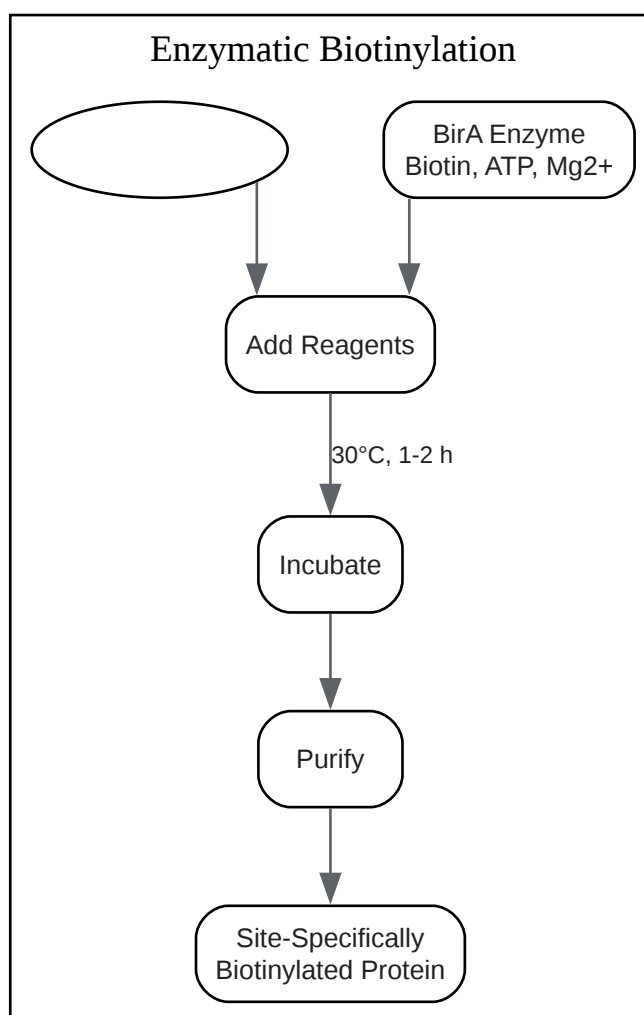 Enzymatic Biotinylation
BirA Enzyme
Biotin, ATP, Mg2+
Add Reagents
30°C, 1-2 h
Incubate
Purify
Site-Specifically
Biotinylated Protein